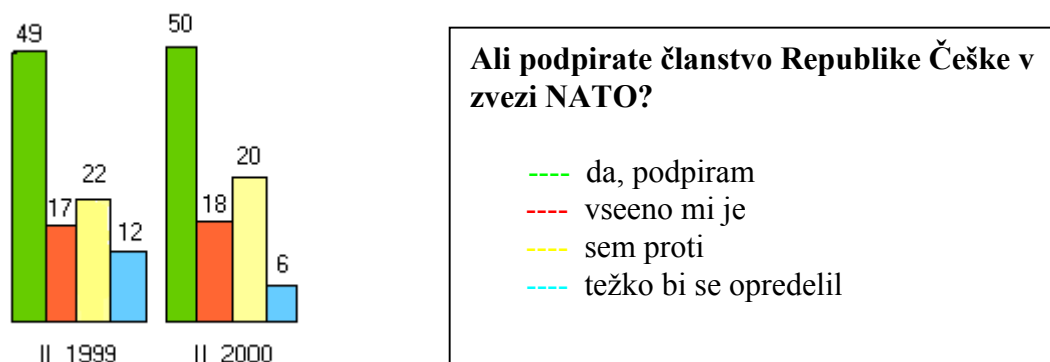 49
17
22
12
50
18
20
6
II 1999
II 2000
Ali podpirate članstvo Republike Češke v
zvezi NATO?
---- da, podpiram
---- vseeno mi je
---- sem proti
---- težko bi se opredelil